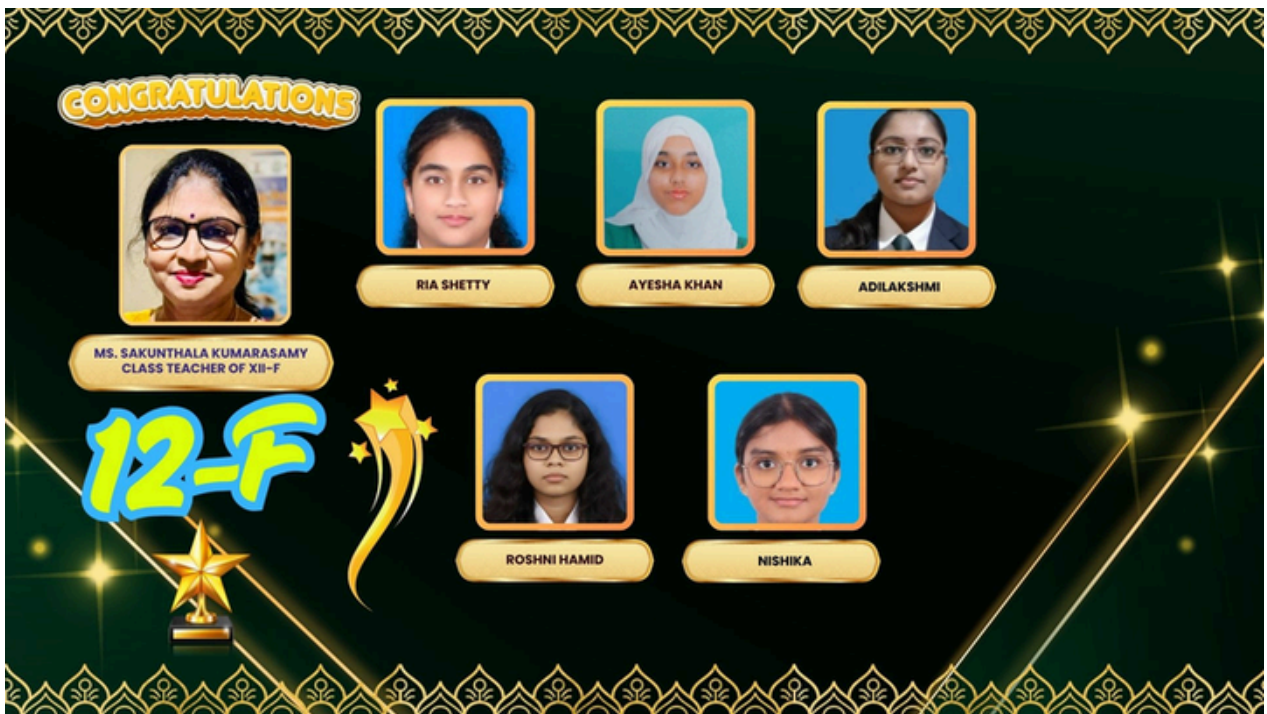 CONGRATULATIONS
RIA SHETTY
AYESHA KHAN
ADILAKSHMI
MS. SAKUNTHALA KUMARASAMY
CLASS TEACHER OF XII-F
12-F
ROSHNI HAMID
NISHIKA